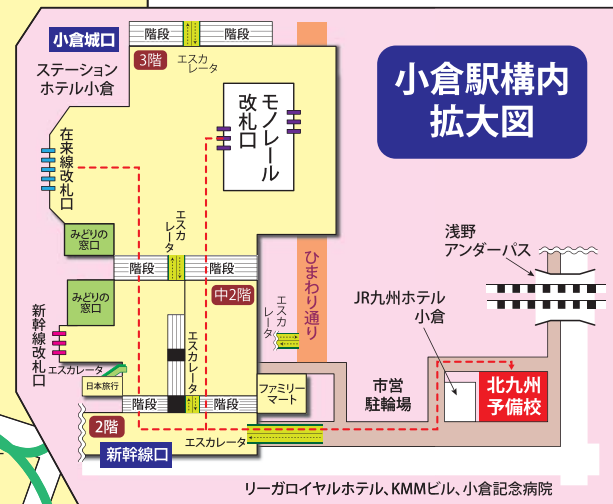 小倉城口
階段
階段
3階
エスカ
レータ
ステーション
ホテル小倉
小倉駅構内
拡大図
モノレール
改札口
在来線改札口
みどりの
窓口
エスカ
レータ
階段
階段
中2階
ひまわり通り
浅野
アンダーパス
みどりの
窓口
新幹線改札口
エスカレータ
エスカ
レータ
JR九州ホテル
小倉
エスカレータ
日本旅行
階段
階段
ファミリー
マート
市営
駐輪場
北九州
予備校
2階
エスカレータ
新幹線口
リーガロイヤルホテル、KMMビル、小倉記念病院